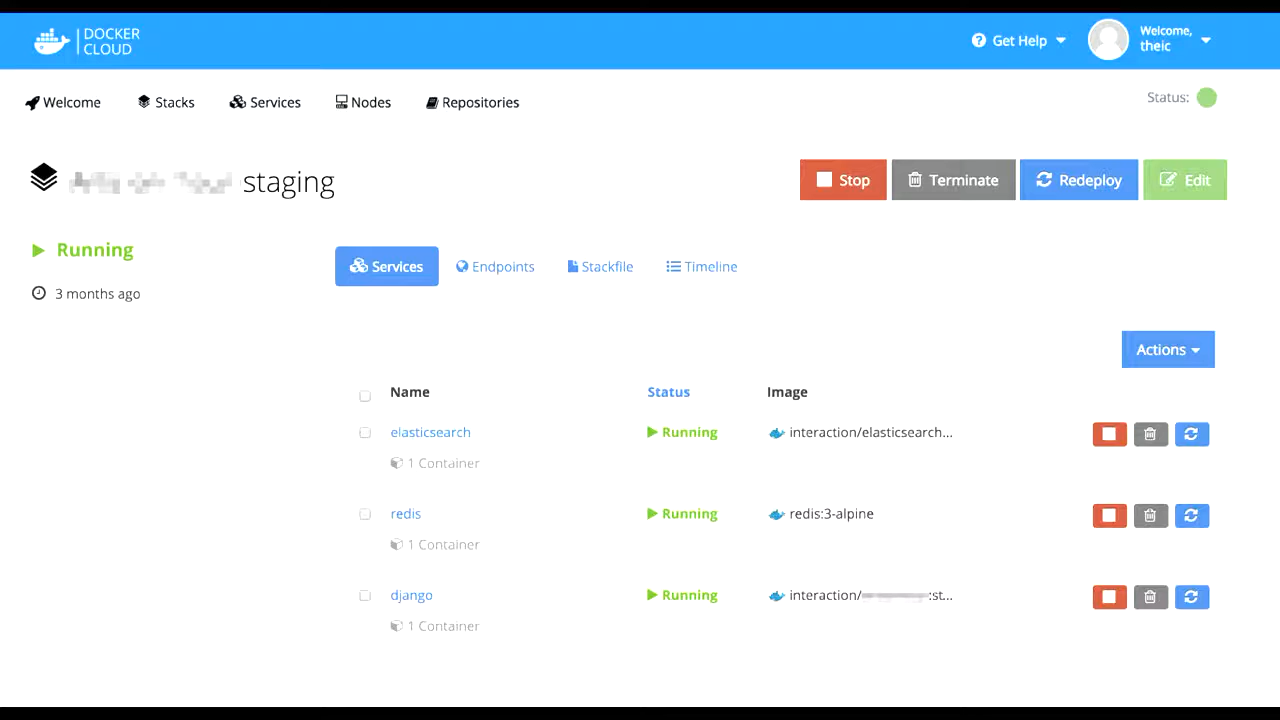 DOCKER
CLOUD
Get Help
Welcome,
theic
Welcome
Stacks
Services
Nodes
Repositories
Status:
staging
Stop
Terminate
Redeploy
Edit
Running
3 months ago
Services
Endpoints
Stackfile
Timeline
Actions
Name Status Image
elasticsearch Running interaction/elasticsearch...
1 Container
redis Running redis:3-alpine
1 Container
django Running interaction/ :st...
1 Container